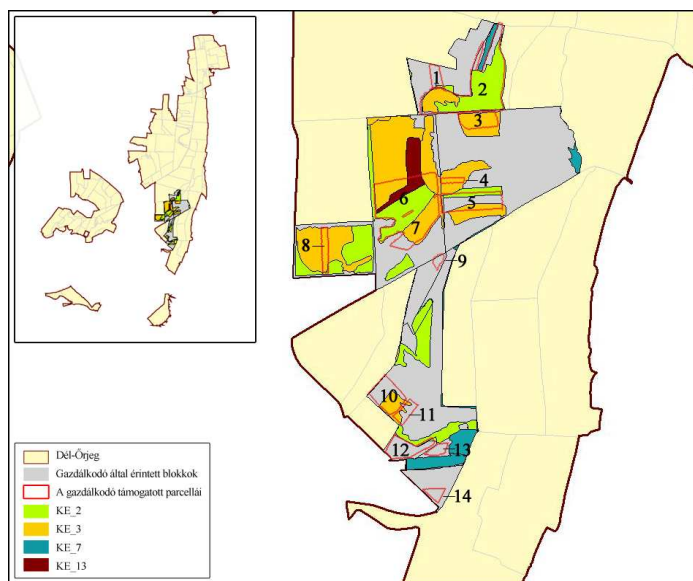 1
2
3
4
5
6
7
8
9
10
11
12
13
14
Dél-Őrjeg
Gazdálkodó által érintett blokkok
A gazdálkodó támogatott parcellái
KE_2
KE_3
KE_7
KE_13